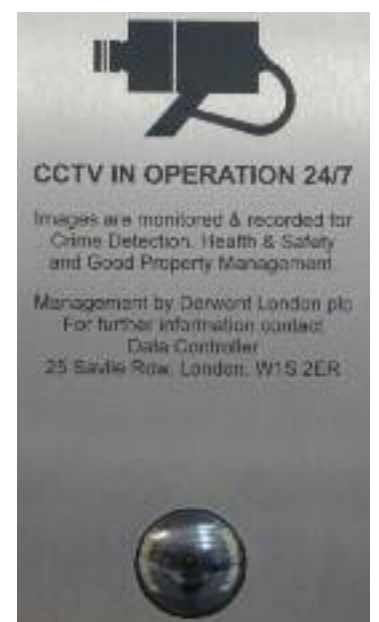 CCTV IN OPERATION 24/7
Images are monitored & recorded for
Crime Detection, Health & Safety
and Good Property Management.
Management by Derwent London plc
For further information contact
Data Controller
25 Savile Row, London, W1S 2ER